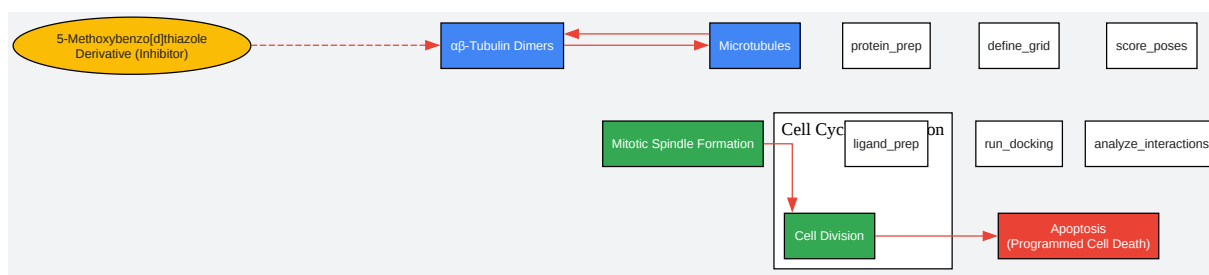 5-Methoxybenzo[d]thiazole
Derivative (Inhibitor)
αβ-Tubulin Dimers
Microtubules
protein_prep
define_grid
score_poses
Cell Cyc
on
Mitotic Spindle Formation
ligand_prep
run_docking
analyze_interactions
Cell Division
Apoptosis
(Programmed Cell Death)